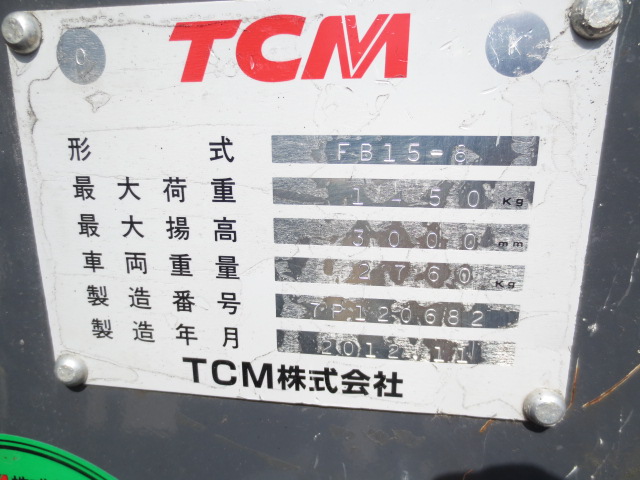 O TCM K
形式 FB15-8
最大荷重 1 50 Kg
最大揚高 3000 mm
車両重量 2760 Kg
製造番号 7P120682
製造年月 2012.11
TCM株式会社